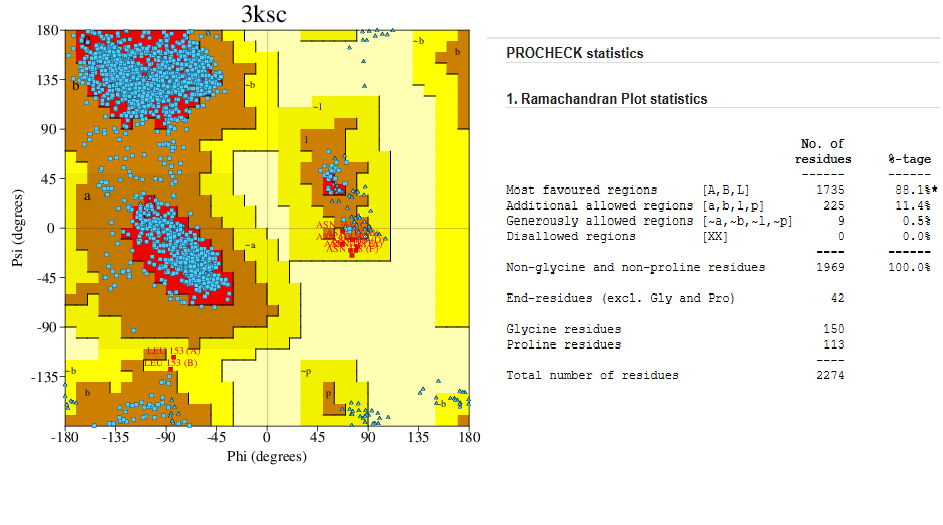 3ksc
180
135
90
45
0
-45
-90
-135
Psi (degrees)
b
a
~b
~l
~b
b
l
~a
ASN
LEU 153 (A)
LEU 153 (B)
~b
b
~p
p
~b
-180 -135 -90 -45 0 45 90 135 180
Phi (degrees)
PROCHECK statistics
1. Ramachandran Plot statistics
No. of
residues %-tage
------ ------
Most favoured regions [A,B,L] 1735 88.1%*
Additional allowed regions [a,b,l,p] 225 11.4%
Generously allowed regions [~a,~b,~l,~p] 9 0.5%
Disallowed regions [XX] 0 0.0%
---- ------
Non-glycine and non-proline residues 1969 100.0%
End-residues (excl. Gly and Pro) 42
Glycine residues 150
Proline residues 113
----
Total number of residues 2274